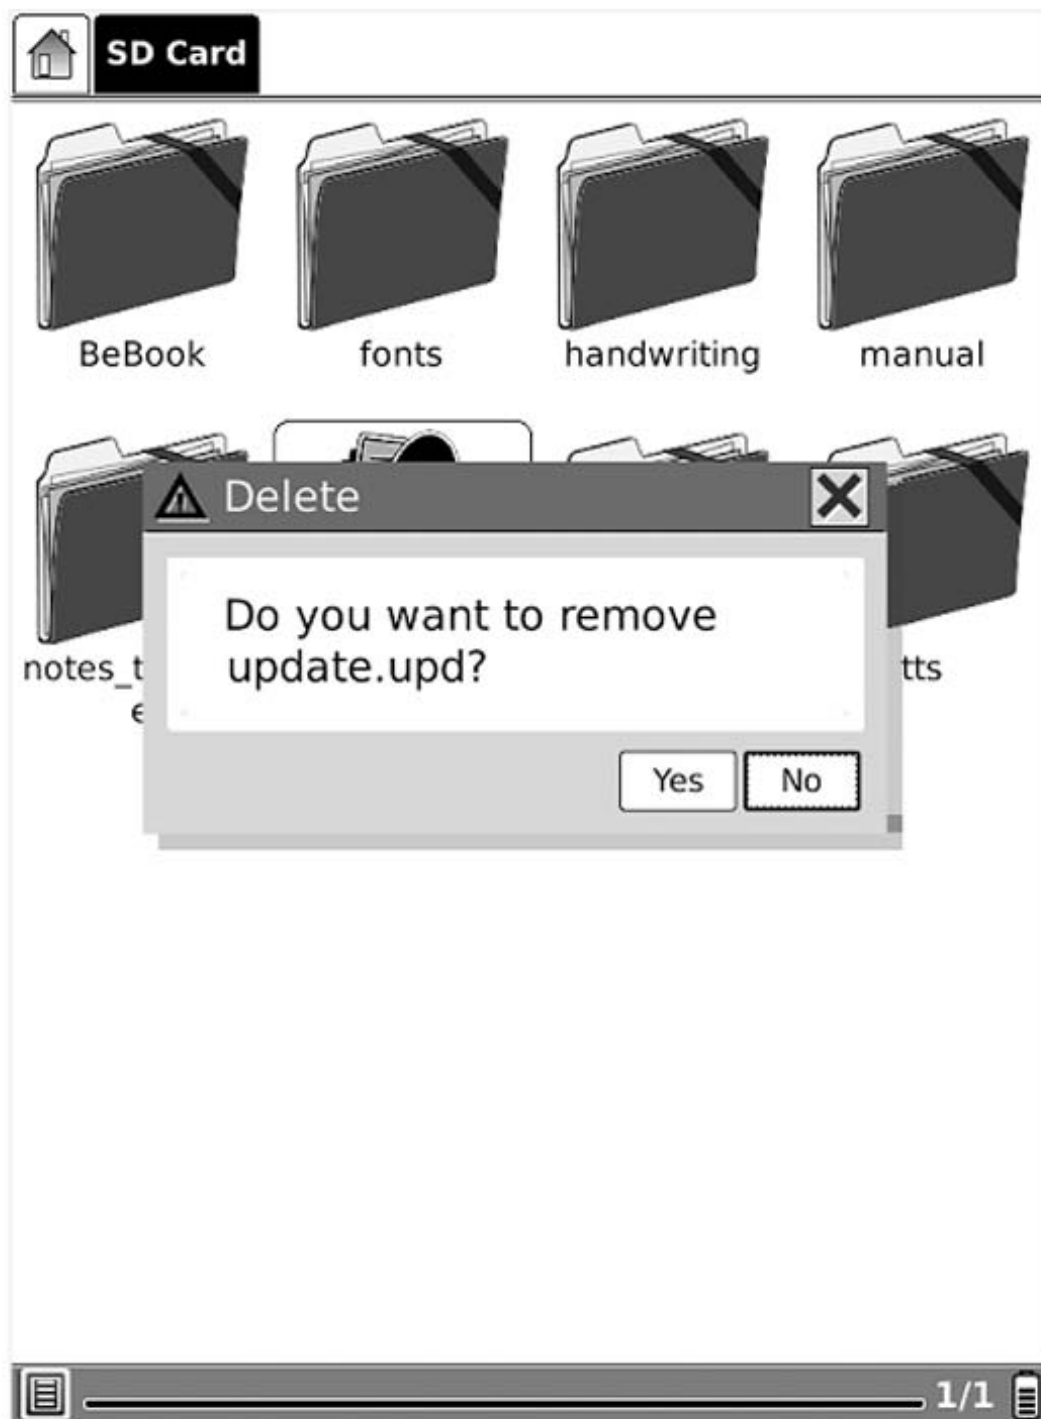 SD Card
BeBook
fonts
handwriting
manual
Delete
Do you want to remove
update.upd?
notes_t
tts
e
Yes
No
1/1